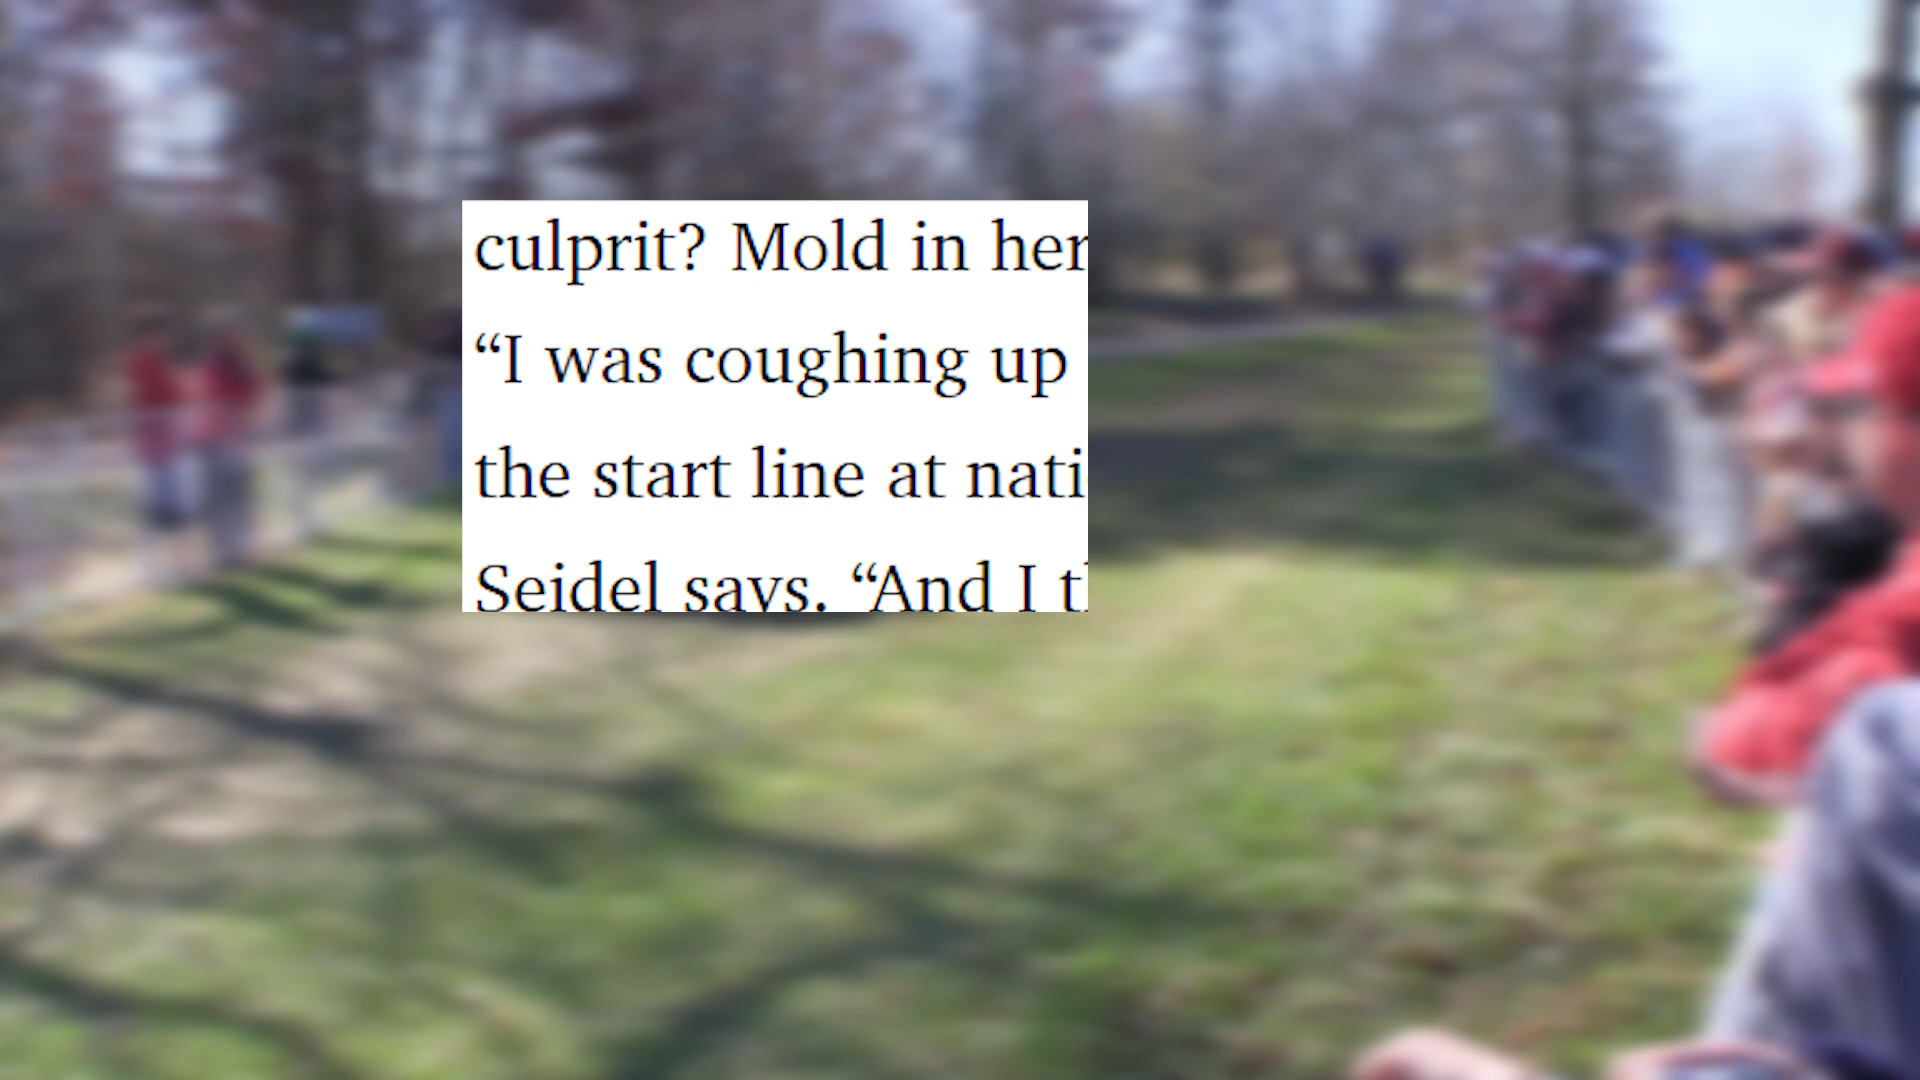 culprit? Mold in her
“I was coughing up
the start line at nati
Seidel says. “And I t